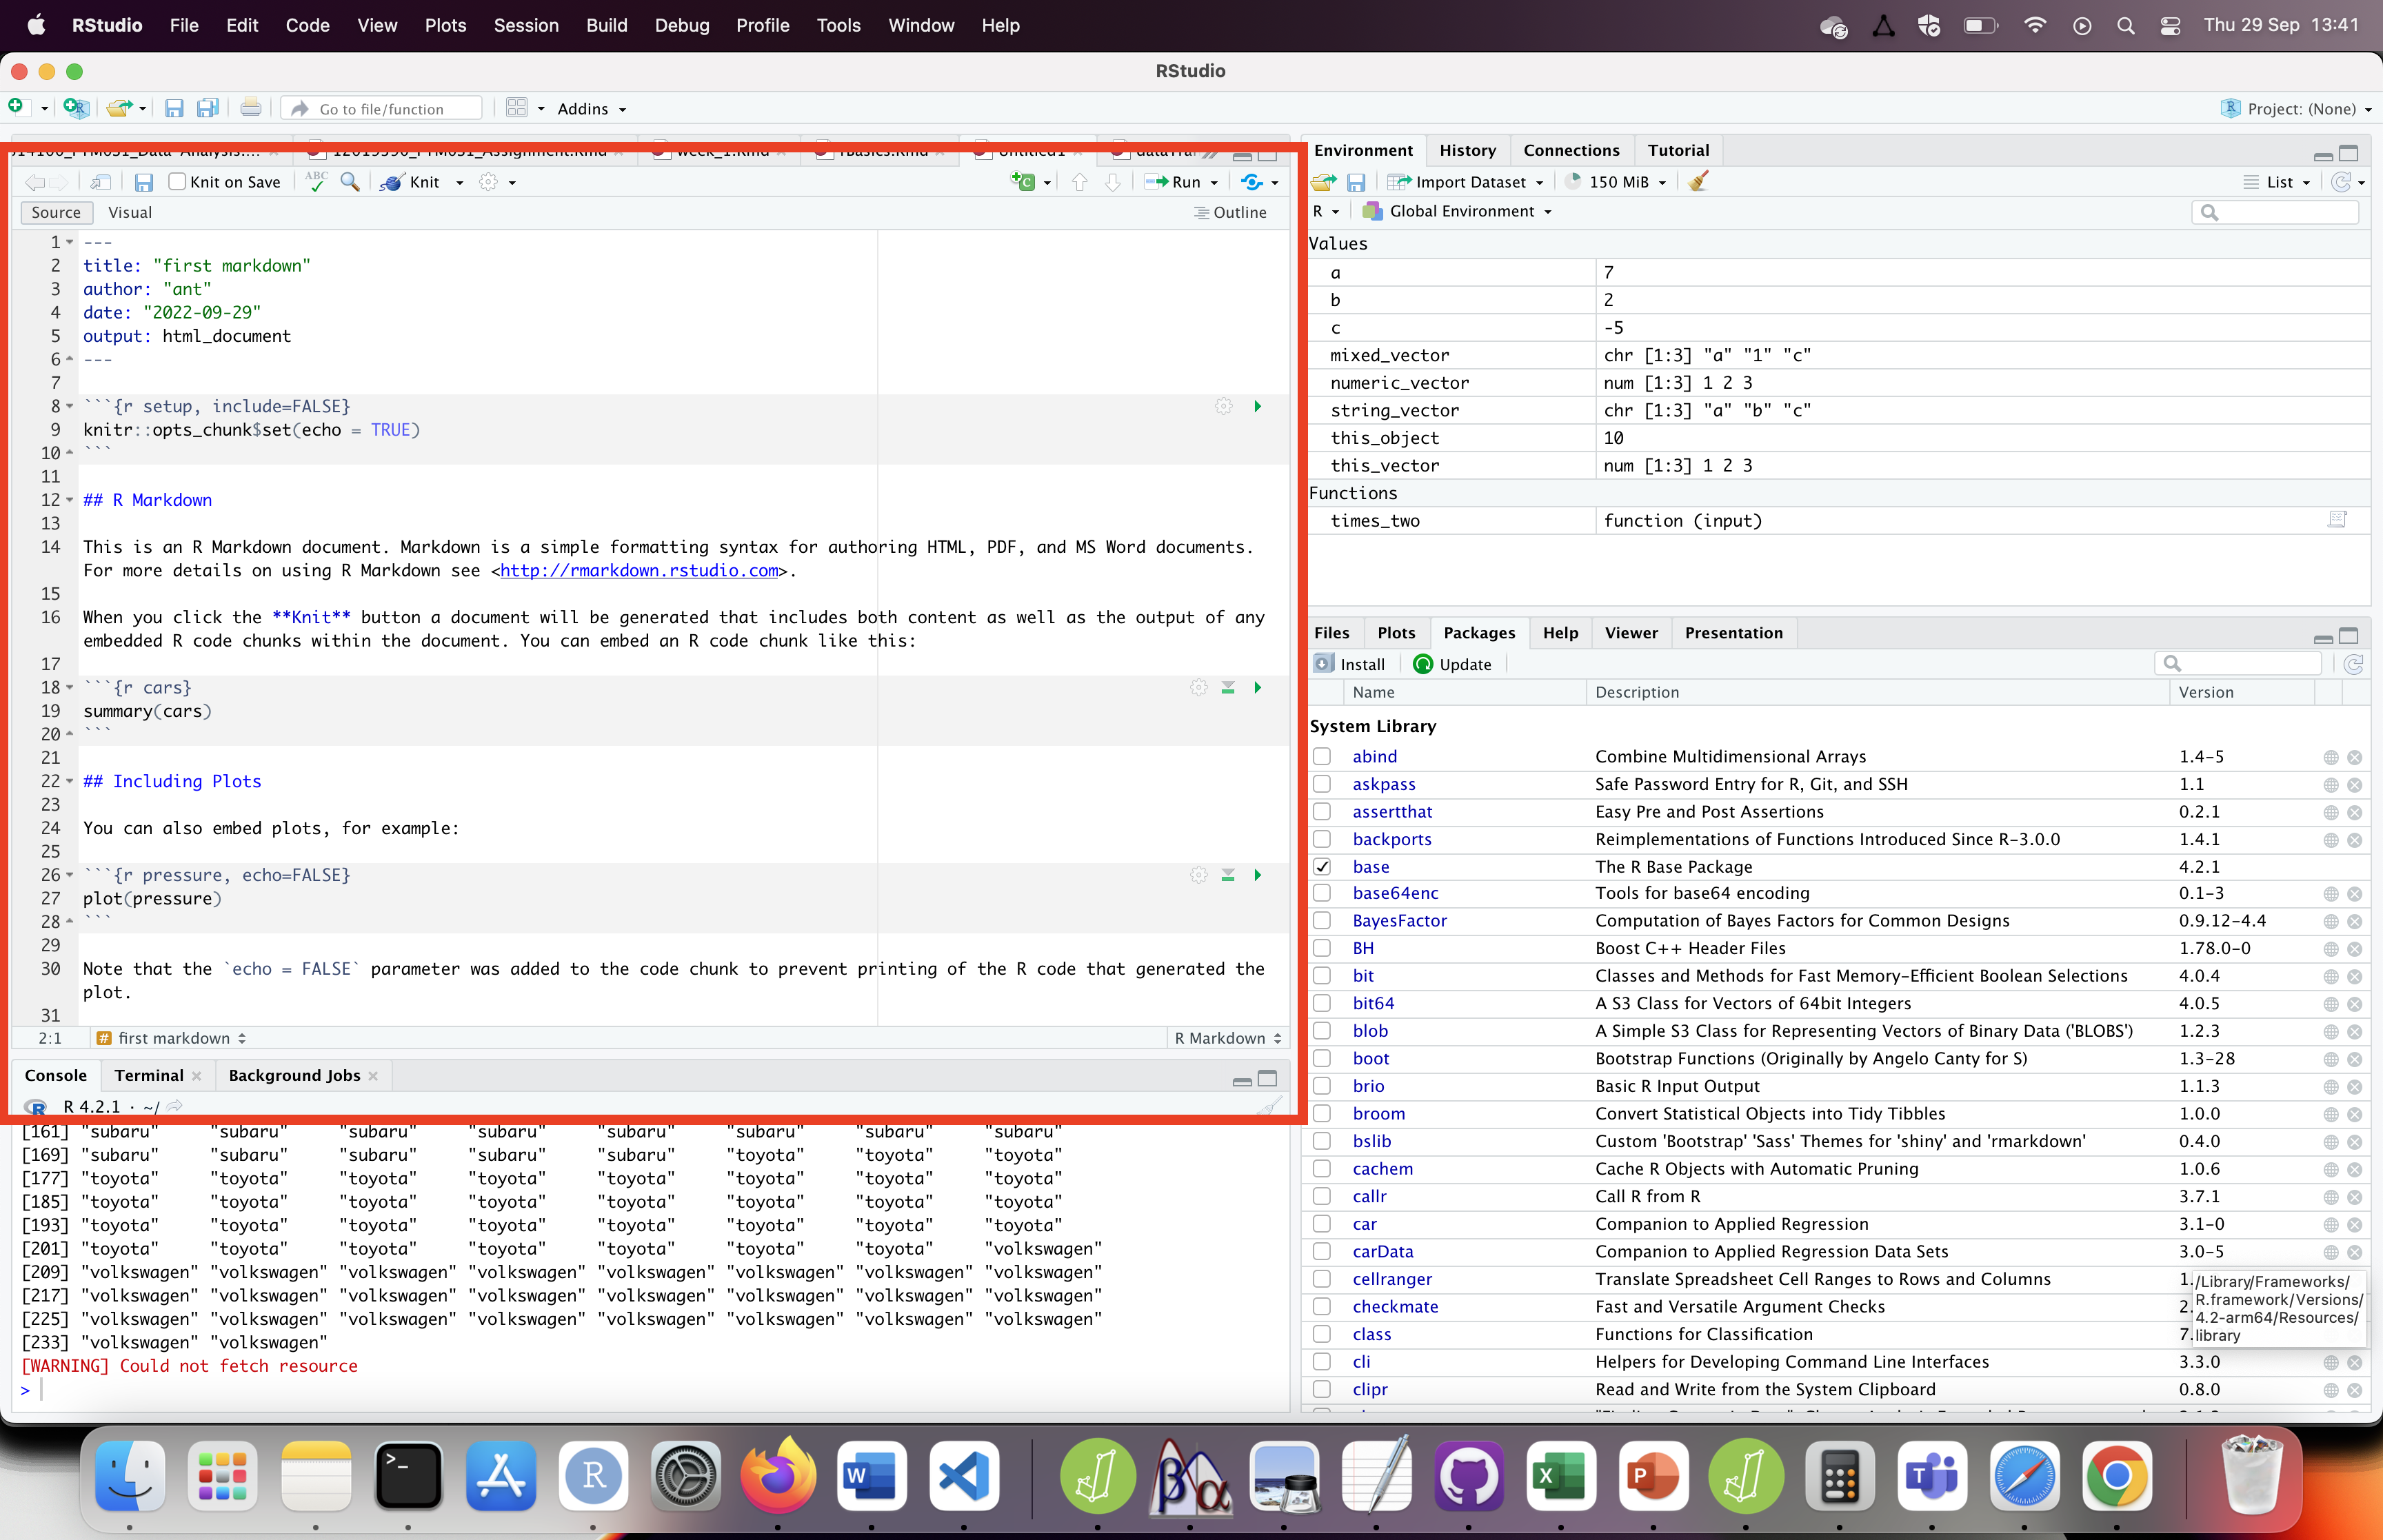 RStudio File Edit Code View Plots Session Build Debug Profile Tools Window Help Thu 29 Sep 13:41
RStudio
Go to file/function Addins Project: (None)
Knit on Save ABC Knit Run
Source Visual Outline
1 ---
2 title: "first markdown"
3 author: "ant"
4 date: "2022-09-29"
5 output: html_document
6 ---
7
8 ```{r setup, include=FALSE}
9 knitr::opts_chunk$set(echo = TRUE)
10 ```
11
12 ## R Markdown
13
14 This is an R Markdown document. Markdown is a simple formatting syntax for authoring HTML, PDF, and MS Word documents.
For more details on using R Markdown see <http://rmarkdown.rstudio.com>.
15
16 When you click the **Knit** button a document will be generated that includes both content as well as the output of any
embedded R code chunks within the document. You can embed an R code chunk like this:
17
18 ```{r cars}
19 summary(cars)
20 ```
21
22 ## Including Plots
23
24 You can also embed plots, for example:
25
26 ```{r pressure, echo=FALSE}
27 plot(pressure)
28 ```
29
30 Note that the `echo = FALSE` parameter was added to the code chunk to prevent printing of the R code that generated the
plot.
31
2:1 # first markdown R Markdown
Console Terminal Background Jobs
R 4.2.1 · ~/
[161] "subaru" "subaru" "subaru" "subaru" "subaru" "subaru" "subaru" "subaru"
[169] "subaru" "subaru" "subaru" "subaru" "subaru" "toyota" "toyota" "toyota"
[177] "toyota" "toyota" "toyota" "toyota" "toyota" "toyota" "toyota" "toyota"
[185] "toyota" "toyota" "toyota" "toyota" "toyota" "toyota" "toyota" "toyota"
[193] "toyota" "toyota" "toyota" "toyota" "toyota" "toyota" "toyota" "toyota"
[201] "toyota" "toyota" "toyota" "toyota" "toyota" "toyota" "toyota" "volkswagen"
[209] "volkswagen" "volkswagen" "volkswagen" "volkswagen" "volkswagen" "volkswagen" "volkswagen" "volkswagen"
[217] "volkswagen" "volkswagen" "volkswagen" "volkswagen" "volkswagen" "volkswagen" "volkswagen" "volkswagen"
[225] "volkswagen" "volkswagen" "volkswagen" "volkswagen" "volkswagen" "volkswagen" "volkswagen" "volkswagen"
[233] "volkswagen" "volkswagen"
[WARNING] Could not fetch resource
>
Environment History Connections Tutorial
Import Dataset 150 MiB List
R Global Environment
Values
a 7
b 2
c -5
mixed_vector chr [1:3] "a" "1" "c"
numeric_vector num [1:3] 1 2 3
string_vector chr [1:3] "a" "b" "c"
this_object 10
this_vector num [1:3] 1 2 3
Functions
times_two function (input)
Files Plots Packages Help Viewer Presentation
Install Update
Name Description Version
System Library
abind Combine Multidimensional Arrays 1.4-5
askpass Safe Password Entry for R, Git, and SSH 1.1
assertthat Easy Pre and Post Assertions 0.2.1
backports Reimplementations of Functions Introduced Since R-3.0.0 1.4.1
base The R Base Package 4.2.1
base64enc Tools for base64 encoding 0.1-3
BayesFactor Computation of Bayes Factors for Common Designs 0.9.12-4.4
BH Boost C++ Header Files 1.78.0-0
bit Classes and Methods for Fast Memory-Efficient Boolean Selections 4.0.4
bit64 A S3 Class for Vectors of 64bit Integers 4.0.5
blob A Simple S3 Class for Representing Vectors of Binary Data ('BLOBS') 1.2.3
boot Bootstrap Functions (Originally by Angelo Canty for S) 1.3-28
brio Basic R Input Output 1.1.3
broom Convert Statistical Objects into Tidy Tibbles 1.0.0
bslib Custom 'Bootstrap' 'Sass' Themes for 'shiny' and 'rmarkdown' 0.4.0
cachem Cache R Objects with Automatic Pruning 1.0.6
callr Call R from R 3.7.1
car Companion to Applied Regression 3.1-0
carData Companion to Applied Regression Data Sets 3.0-5
cellranger Translate Spreadsheet Cell Ranges to Rows and Columns 1.
checkmate Fast and Versatile Argument Checks 2.
class Functions for Classification 7.
/Library/Frameworks/
R.framework/Versions/
4.2-arm64/Resources/
library
cli Helpers for Developing Command Line Interfaces 3.3.0
clipr Read and Write from the System Clipboard 0.8.0